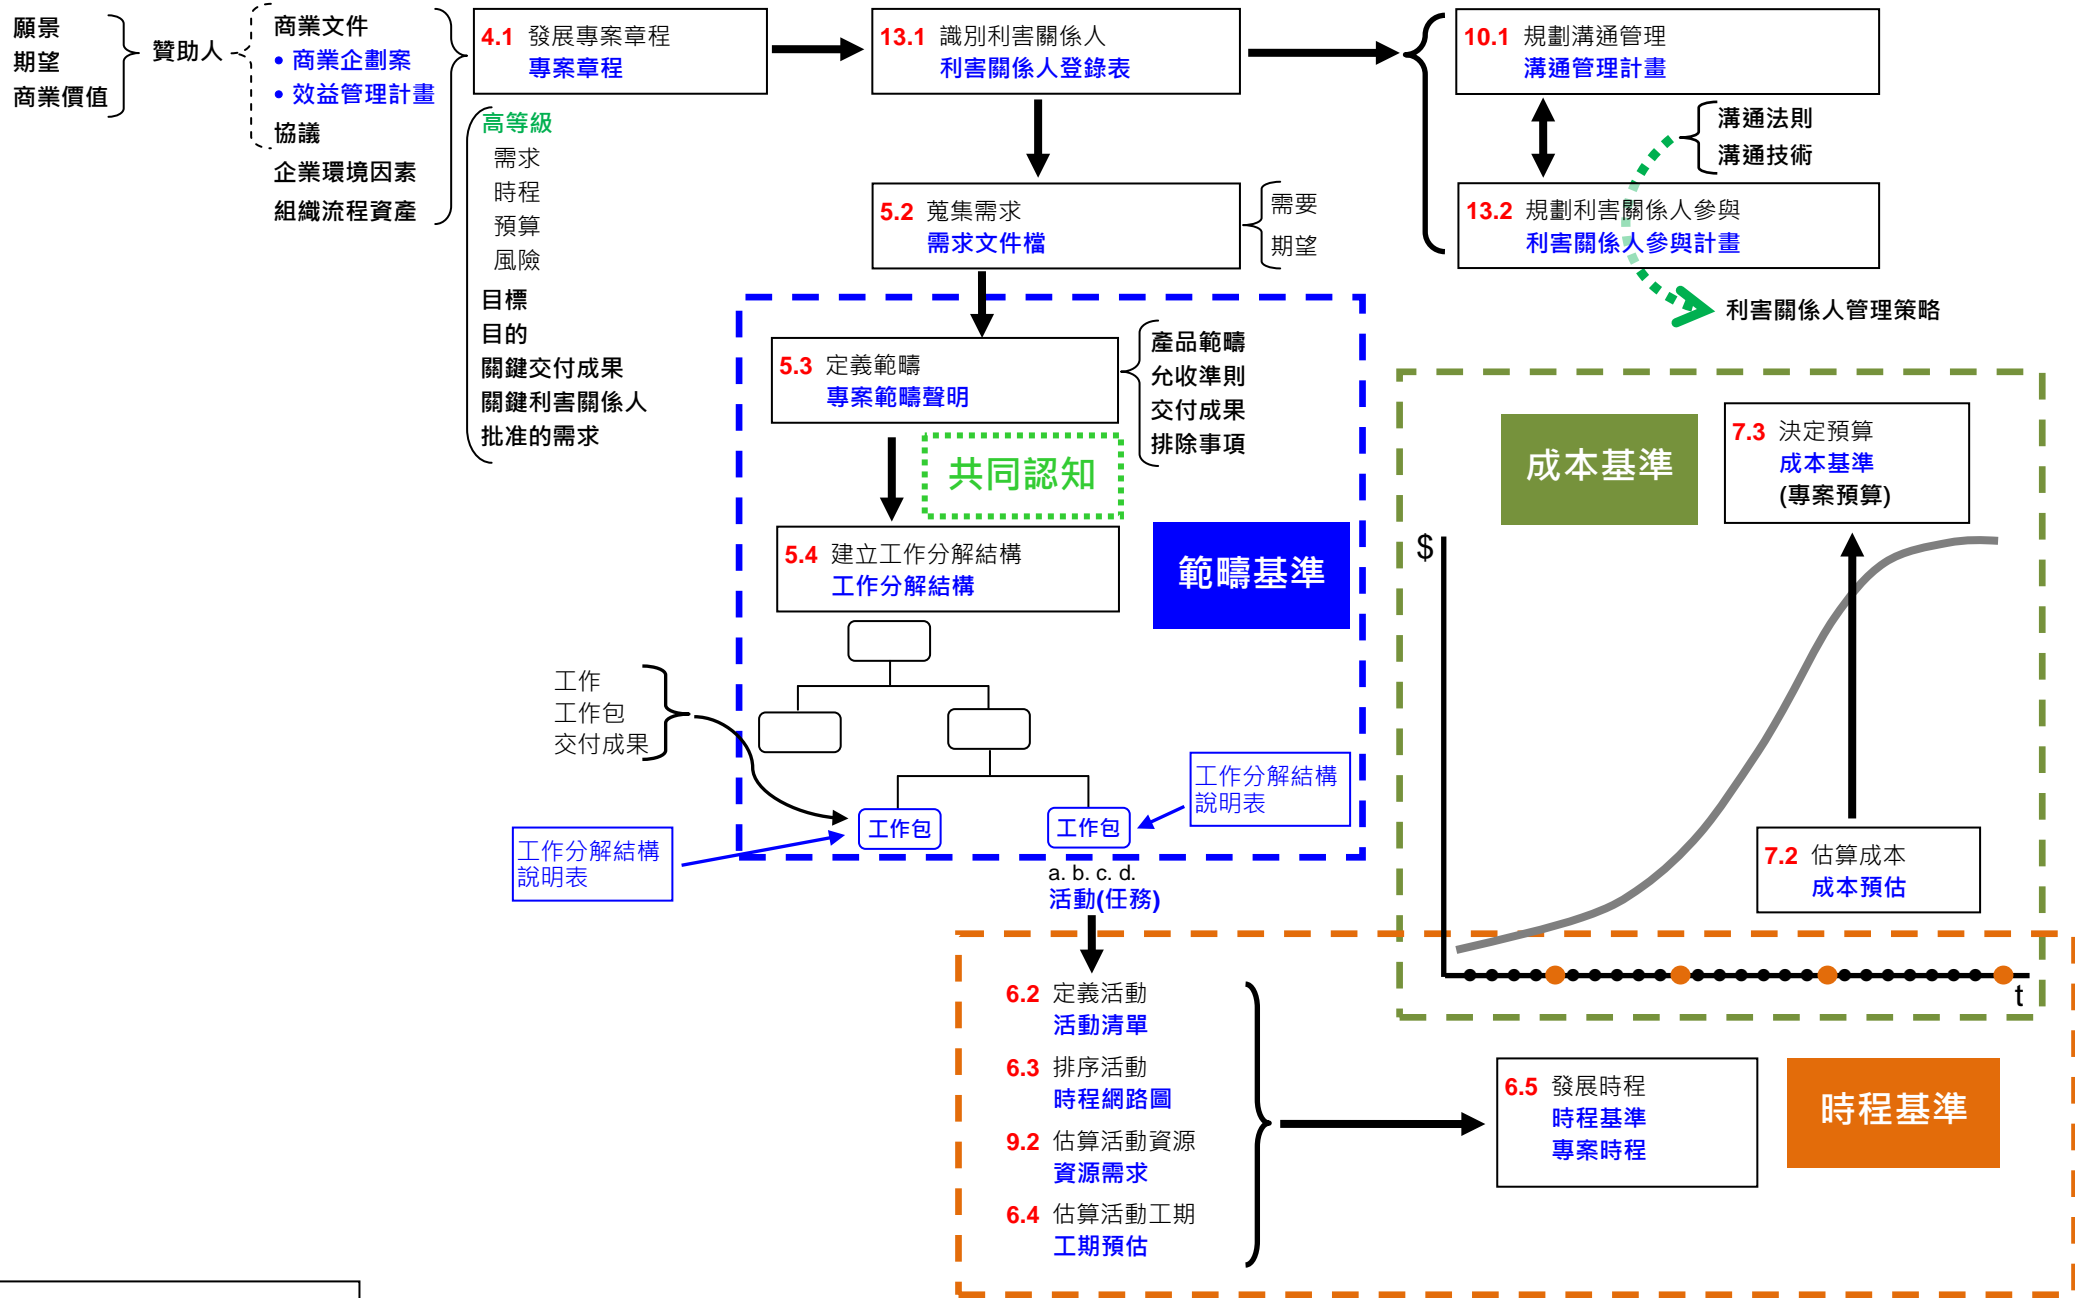 願景
期望
商業價值
贊助人
商業文件
• 商業企劃案
• 效益管理計畫
協議
企業環境因素
組織流程資產
4.1 發展專案章程
專案章程
高等級
需求
時程
預算
風險
目標
目的
關鍵交付成果
關鍵利害關係人
批准的需求
13.1 識別利害關係人
利害關係人登錄表
10.1 規劃溝通管理
溝通管理計畫
溝通法則
溝通技術
13.2 規劃利害關係人參與
利害關係人參與計畫
利害關係人管理策略
5.2 蒐集需求
需求文件檔
需要
期望
5.3 定義範疇
專案範疇聲明
產品範疇
允收準則
交付成果
排除事項
共同認知
5.4 建立工作分解結構
工作分解結構
範疇基準
工作
工作包
交付成果
工作分解結構
說明表
工作包
工作包
工作分解結構
說明表
a. b. c. d.
活動(任務)
成本基準
7.3 決定預算
成本基準
(專案預算)
$
7.2 估算成本
成本預估
t
6.2 定義活動
活動清單
6.3 排序活動
時程網路圖
9.2 估算活動資源
資源需求
6.4 估算活動工期
工期預估
6.5 發展時程
時程基準
專案時程
時程基準